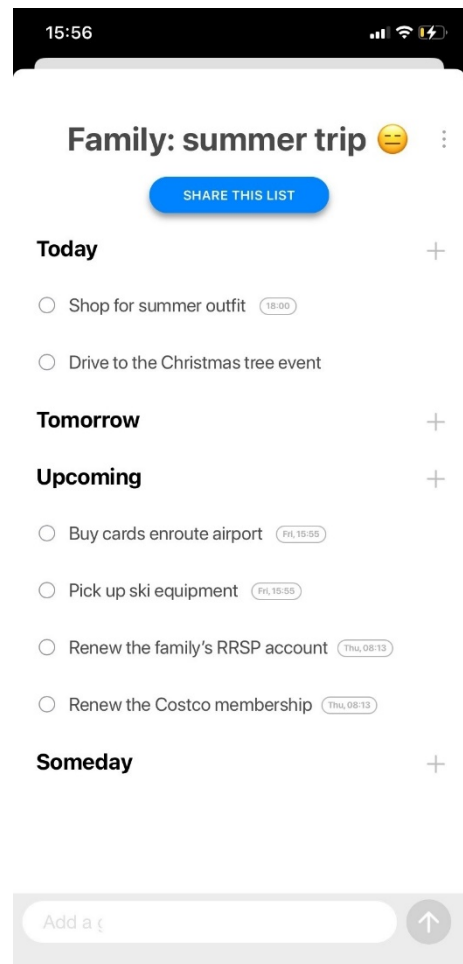 15:56
Family: summer trip 😑
SHARE THIS LIST
Today
Shop for summer outfit 18:00
Drive to the Christmas tree event
Tomorrow
Upcoming
Buy cards enroute airport Fri, 15:55
Pick up ski equipment Fri, 15:55
Renew the family's RRSP account Thu, 08:13
Renew the Costco membership Thu, 08:13
Someday
Add a